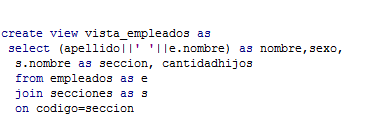 create view vista_empleados as
select (apellido||' '||e.nombre) as nombre,sexo,
s.nombre as seccion, cantidadhijos
from empleados as e
join secciones as s
on codigo=seccion